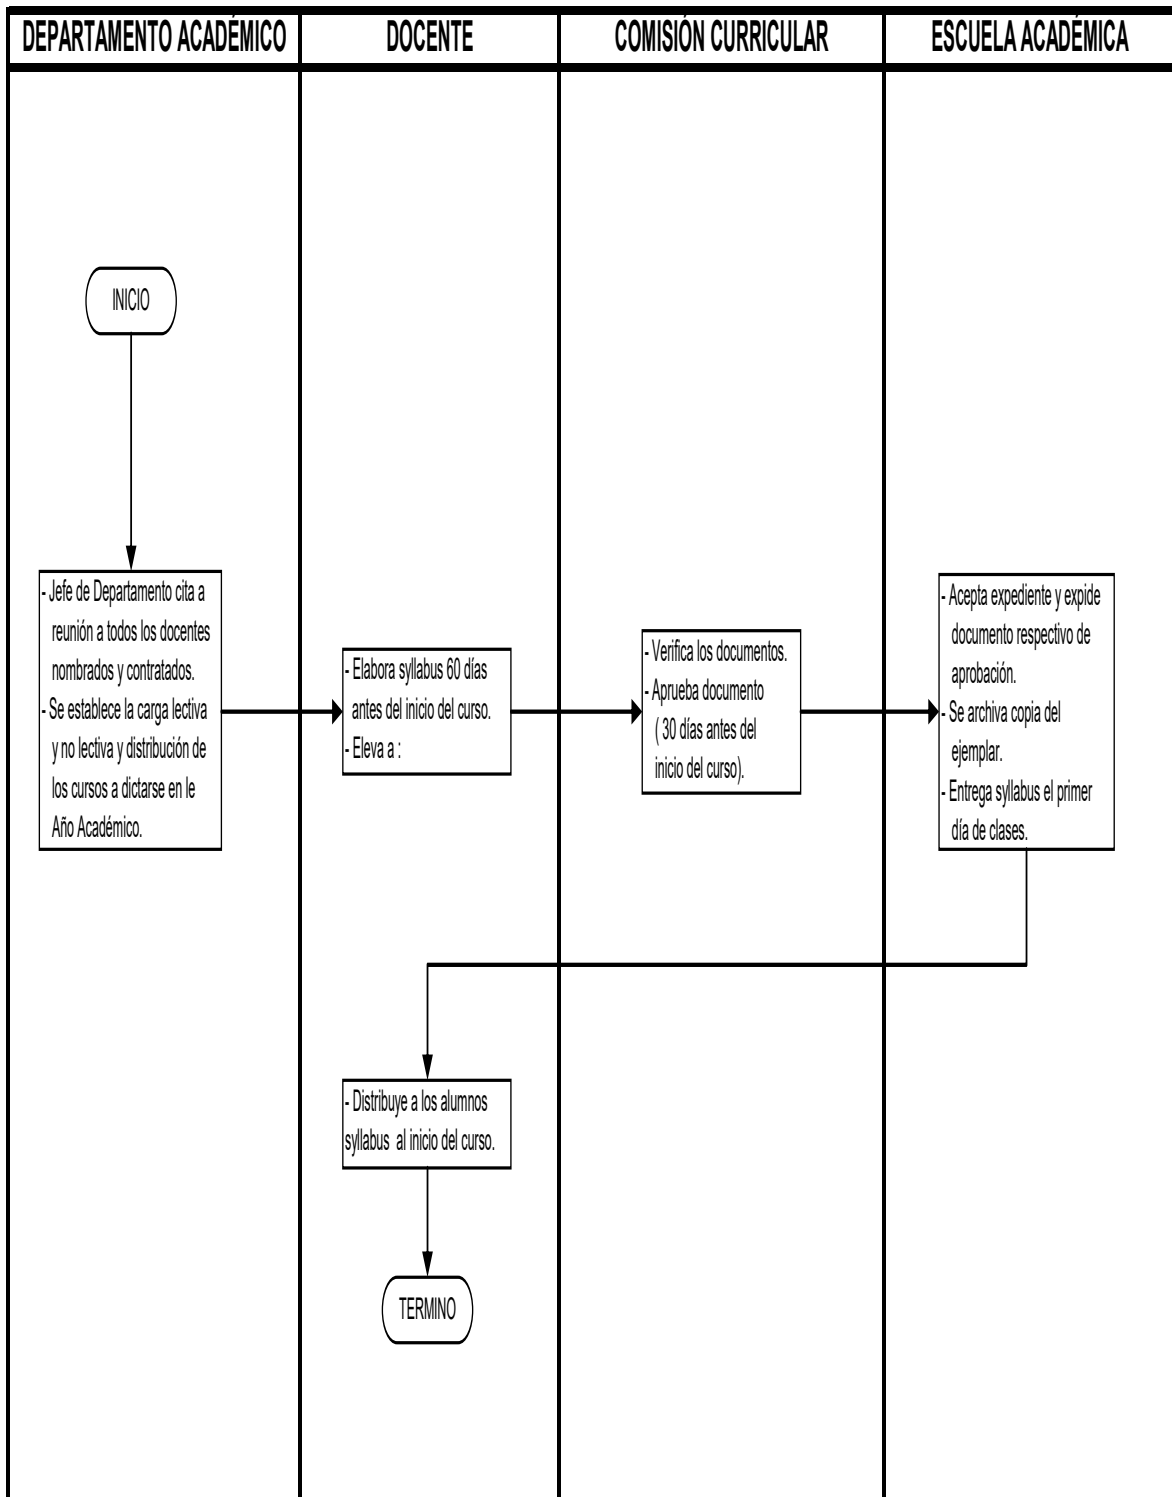 DEPARTAMENTO ACADÉMICO
DOCENTE
COMISIÓN CURRICULAR
ESCUELA ACADÉMICA
INICIO
- Jefe de Departamento cita a
reunión a todos los docentes
nombrados y contratados.
- Se establece la carga lectiva
y no lectiva y distribución de
los cursos a dictarse en le
Año Académico.
- Elabora syllabus 60 días
antes del inicio del curso.
- Eleva a :
- Verifica los documentos.
- Aprueba documento
( 30 días antes del
inicio del curso).
- Acepta expediente y expide
documento respectivo de
aprobación.
- Se archiva copia del
ejemplar.
- Entrega syllabus el primer
día de clases.
- Distribuye a los alumnos
syllabus al inicio del curso.
TERMINO